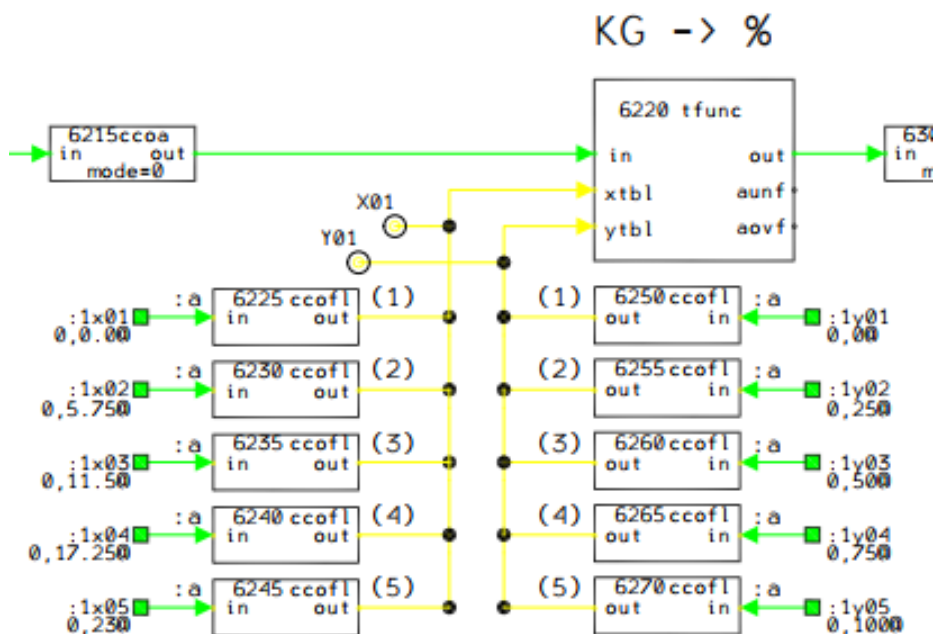 KG -> %
6220 tfunc
in out
xtbl aunf
ytbl aovf
6215ccoa
in out
mode=0
630
in
m
X01
Y01
:a 6225 ccofl (1)
:1x01 in out
0,0.00
(1) 6250 ccofl :a
out in :1y01
0,00
:a 6230 ccofl (2)
:1x02 in out
0,5.750
(2) 6255 ccofl :a
out in :1y02
0,250
:a 6235 ccofl (3)
:1x03 in out
0,11.50
(3) 6260 ccofl :a
out in :1y03
0,500
:a 6240 ccofl (4)
:1x04 in out
0,17.250
(4) 6265 ccofl :a
out in :1y04
0,750
:a 6245 ccofl (5)
:1x05 in out
0,230
(5) 6270 ccofl :a
out in :1y05
0,1000